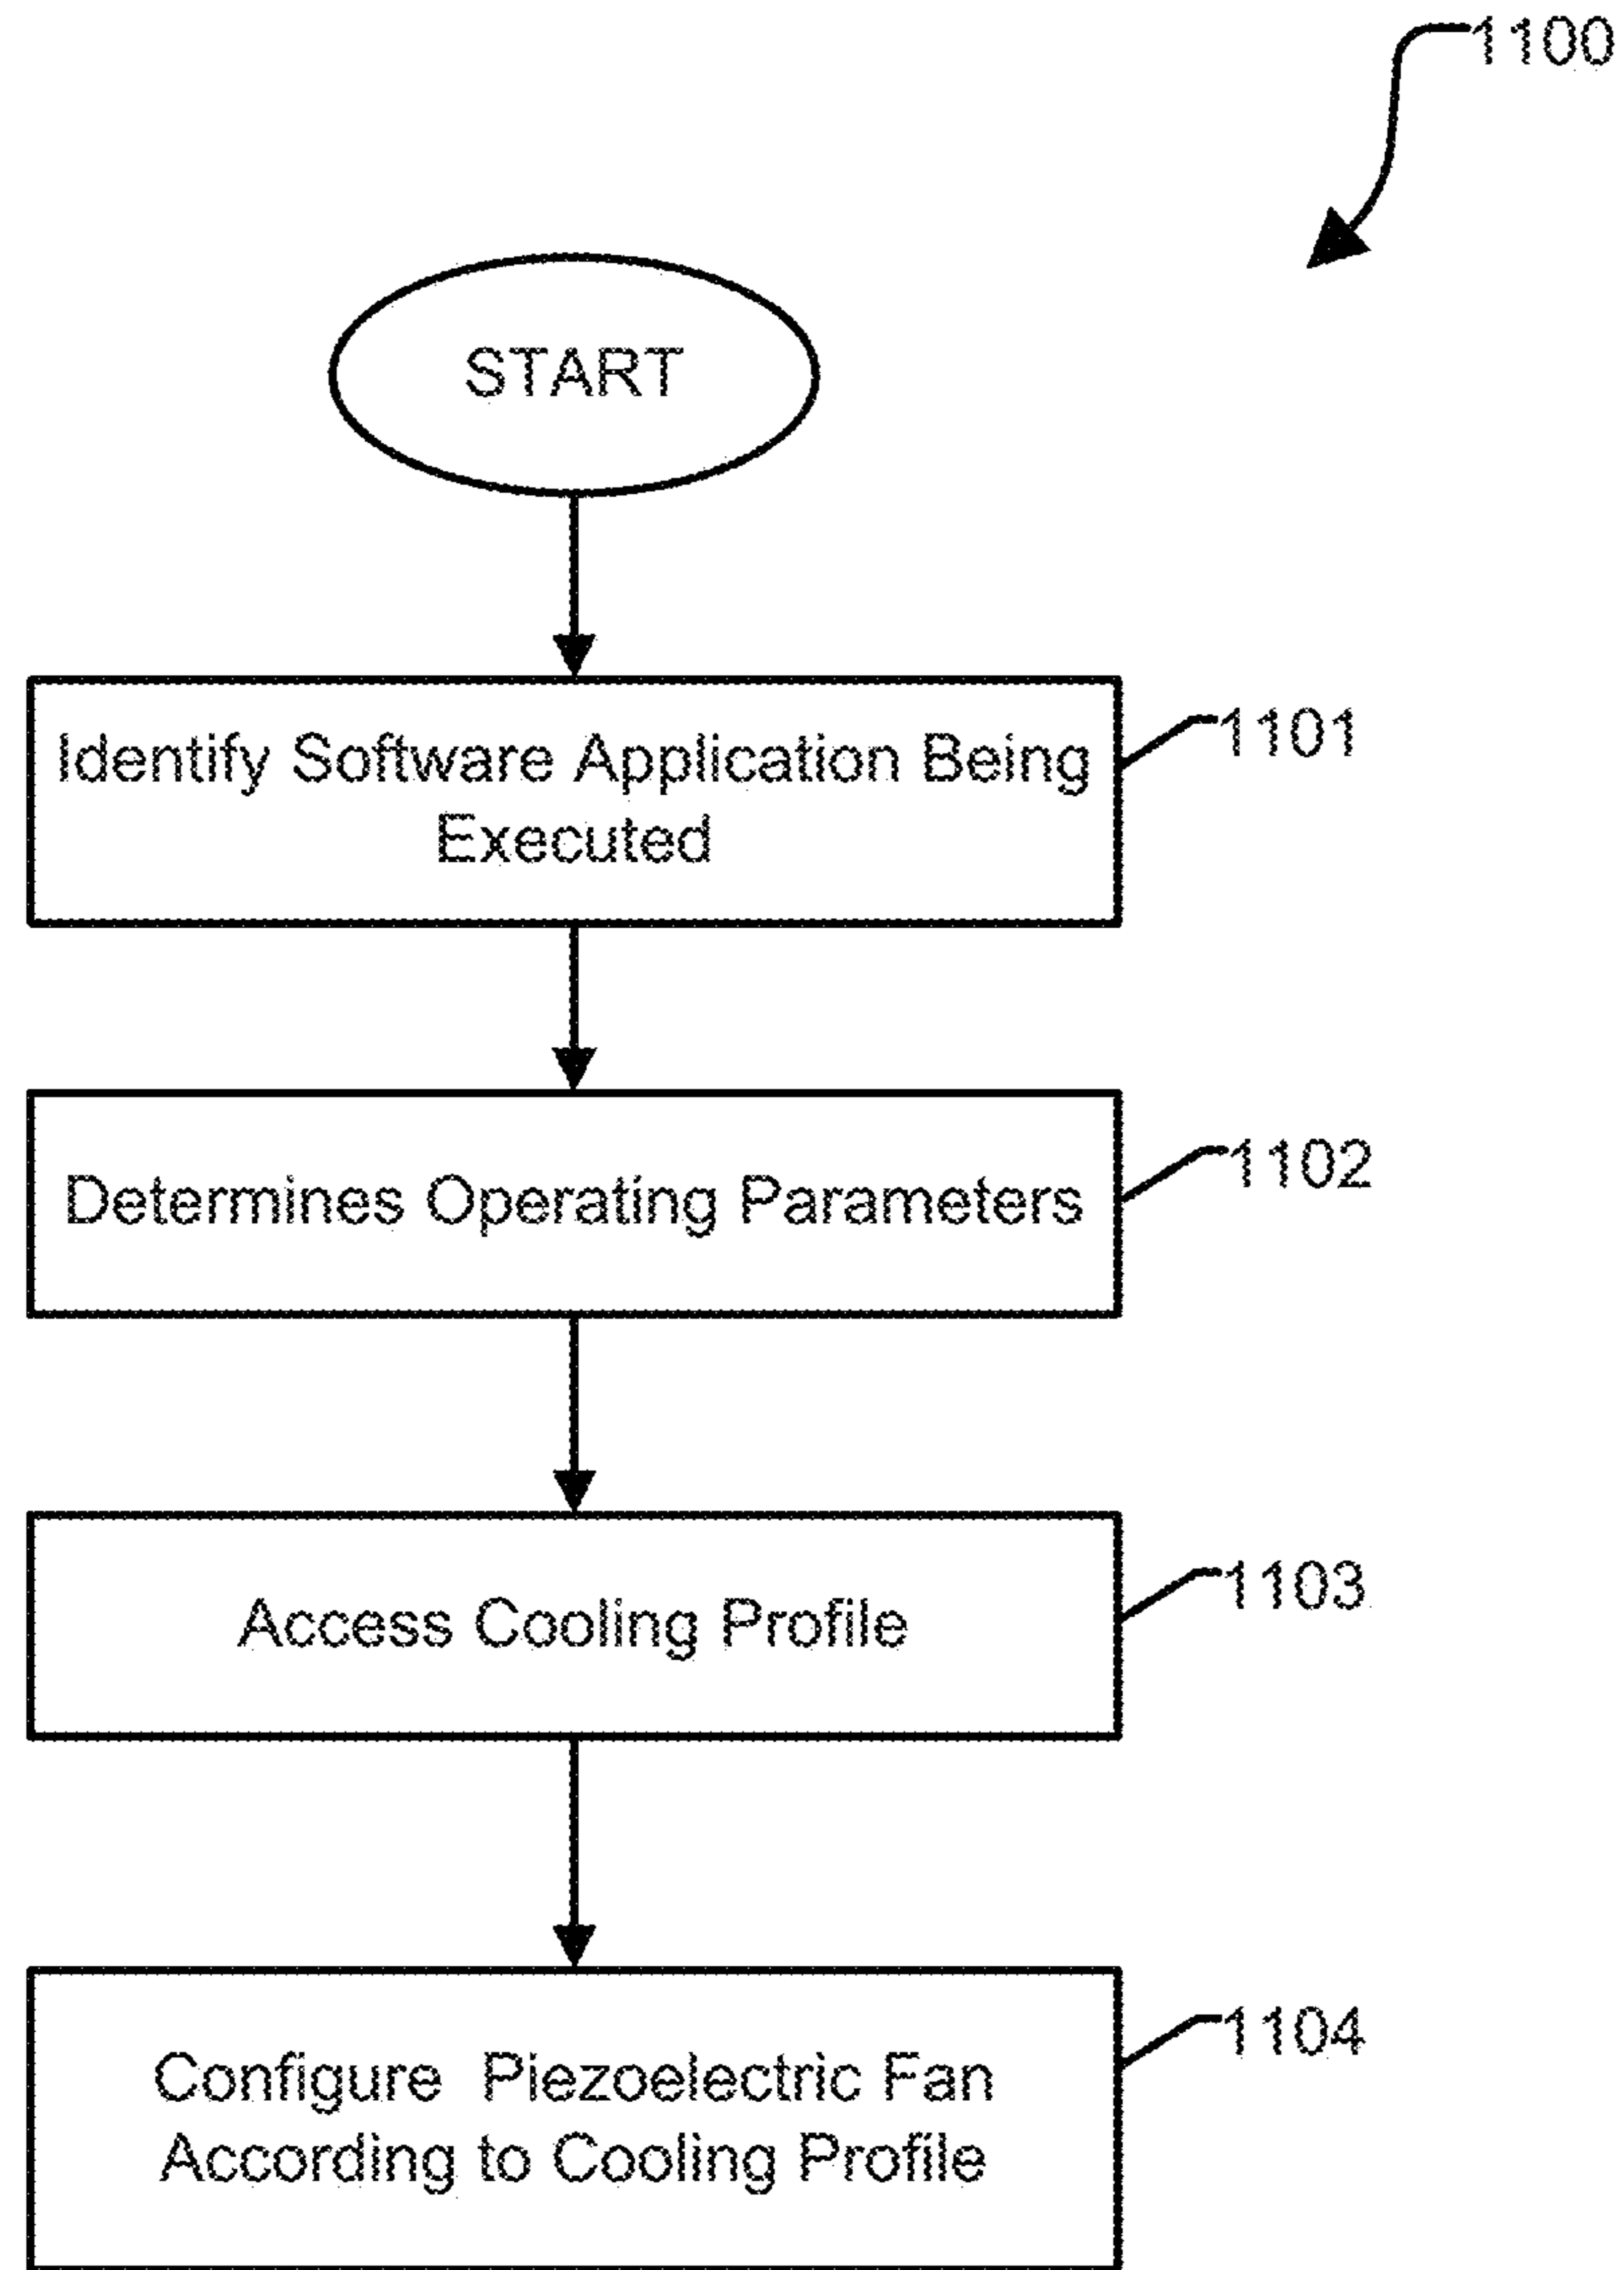 1100
START
Identify Software Application Being
Executed
1101
Determines Operating Parameters
1102
Access Cooling Profile
1103
Configure Piezoelectric Fan
According to Cooling Profile
1104